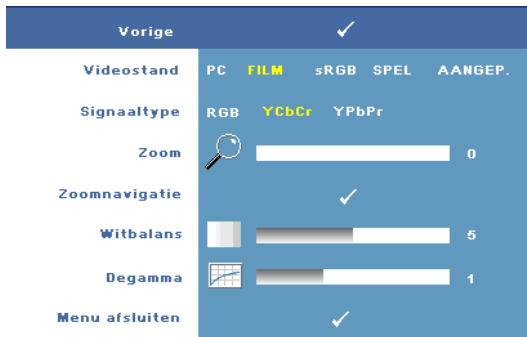 Vorige
Videostand PC FILM sRGB SPEL AANGEP.
Signaaltype RGB YCbCr YPbPr
Zoom 0
Zoomnavigatie
Witbalans 5
Degamma 1
Menu afsluiten